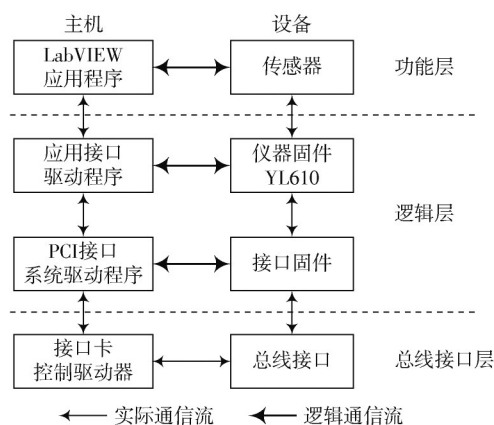 主机 设备
LabVIEW
应用程序
传感器
功能层
应用接口
驱动程序
仪器固件
YL610
逻辑层
PCI接口
系统驱动程序
接口固件
接口卡
控制驱动器
总线接口
总线接口层
实际通信流 逻辑通信流